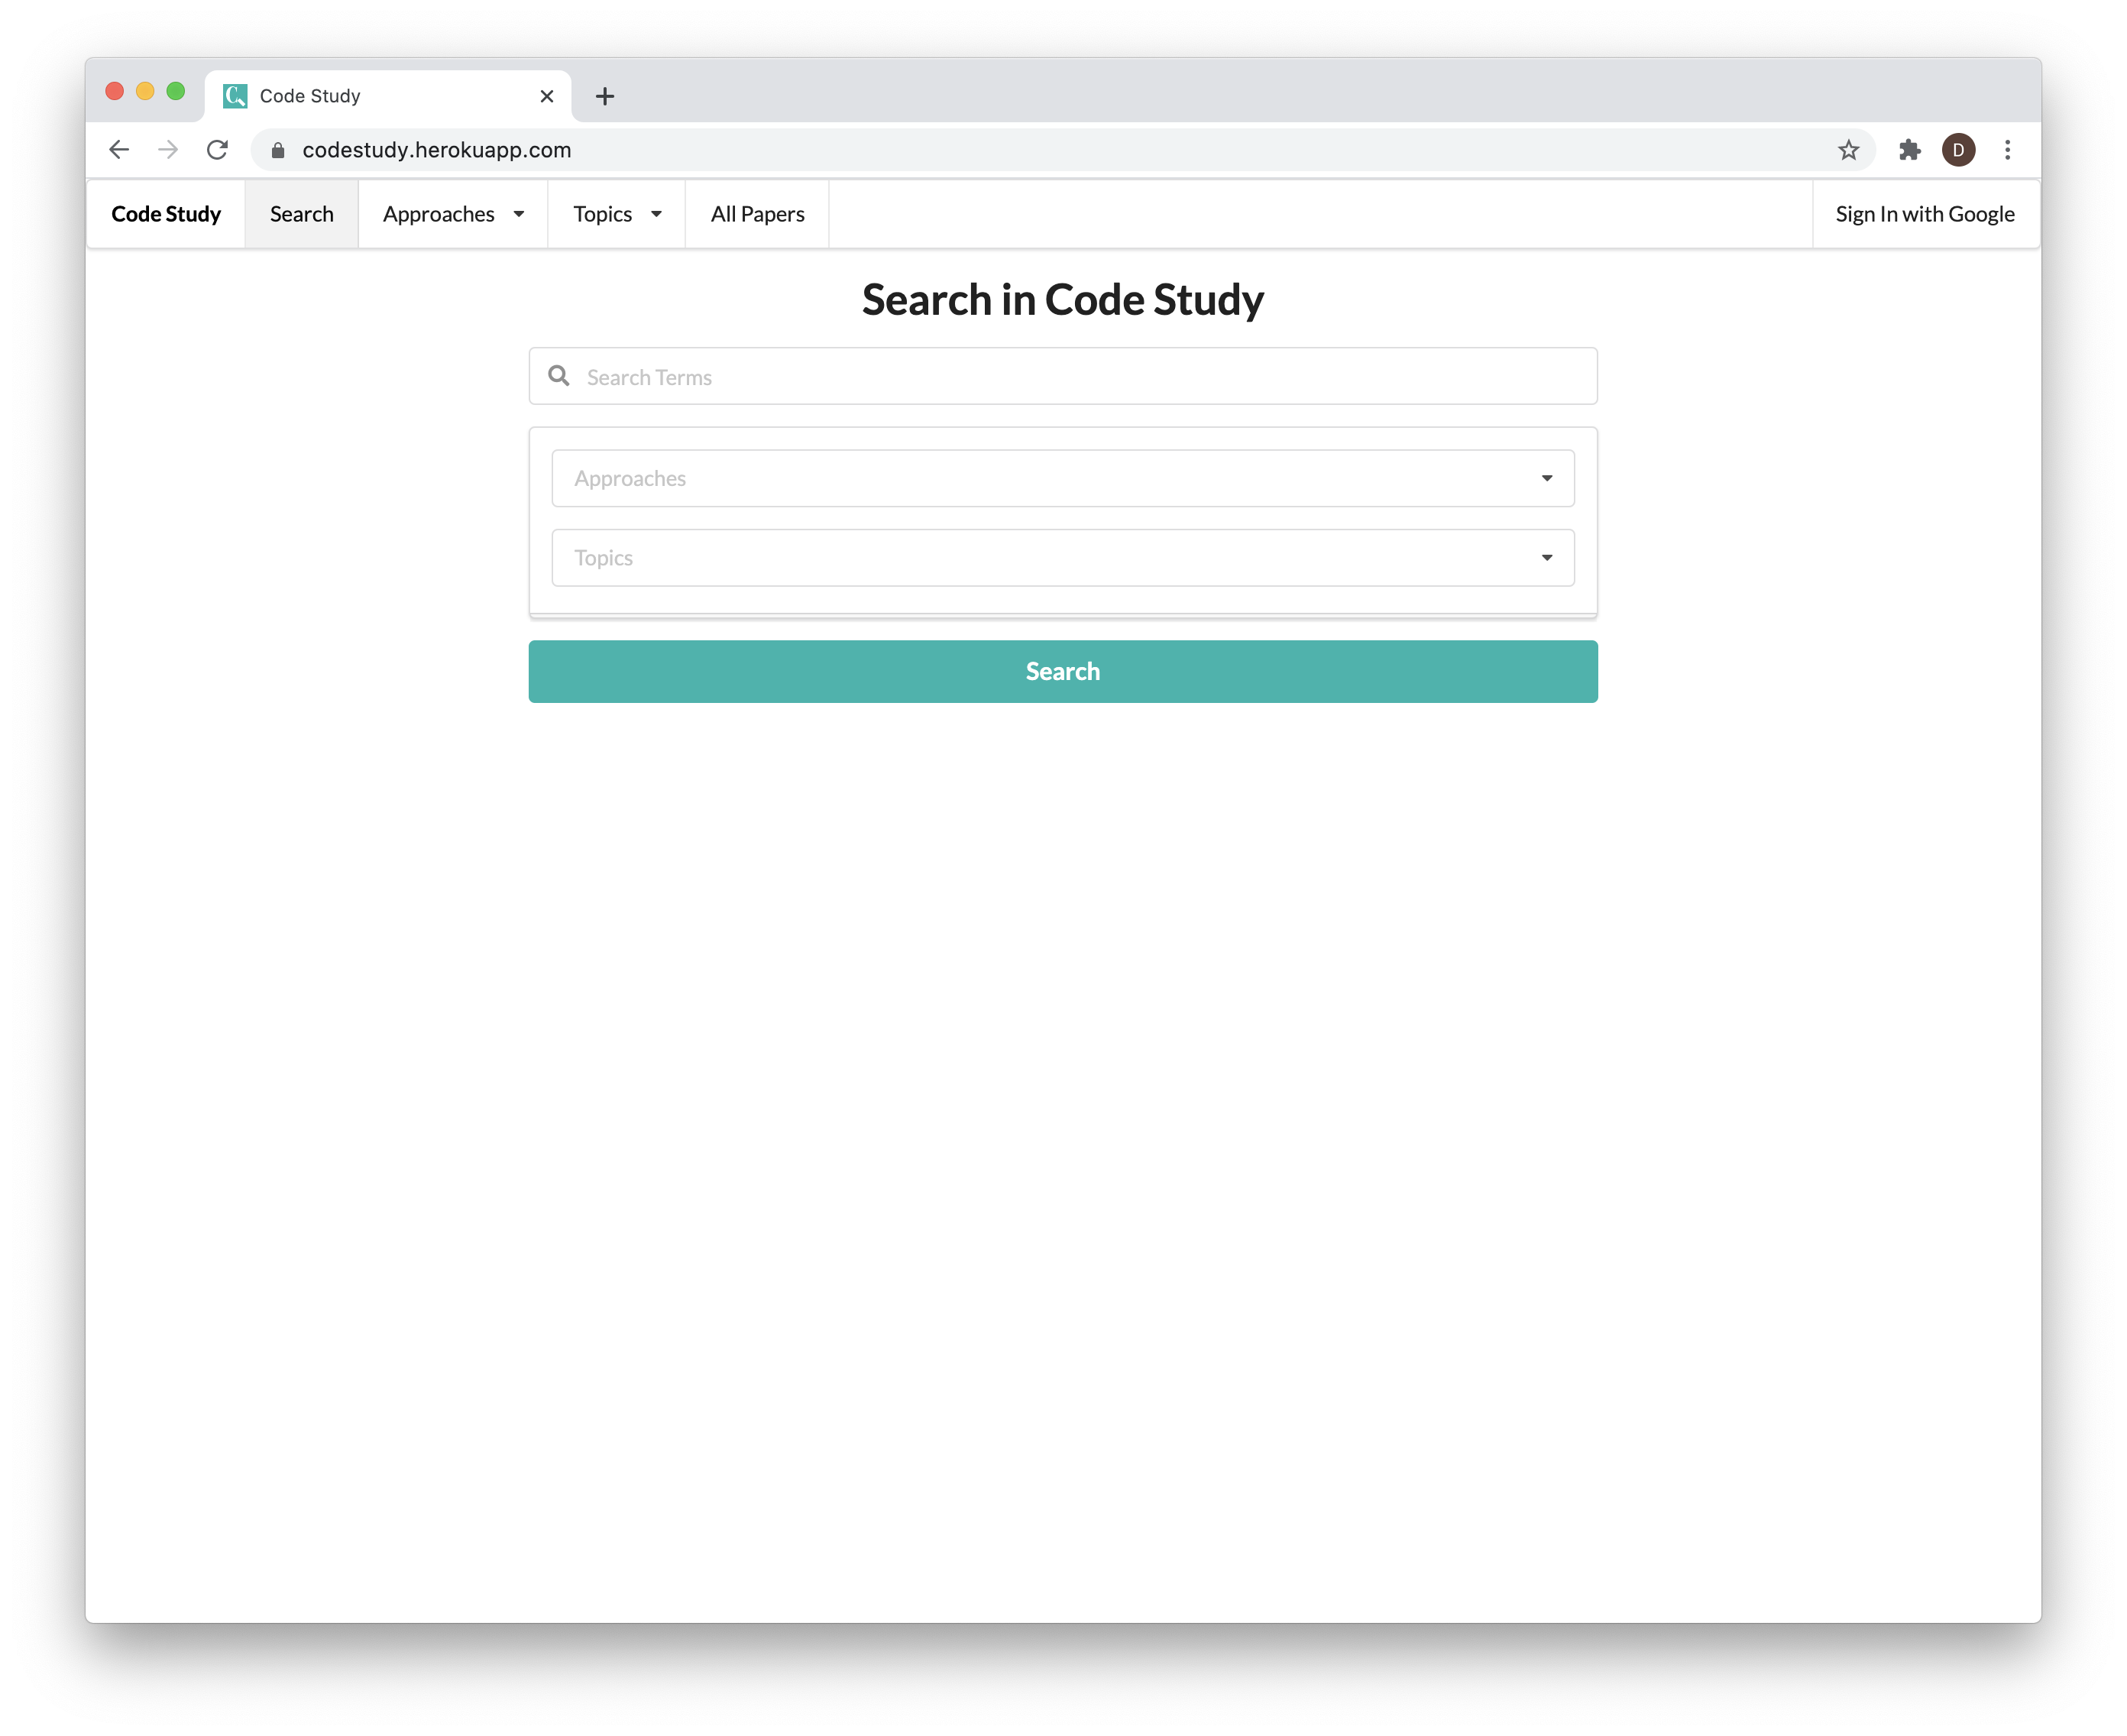 Code Study
codestudy.herokuapp.com
D
Code Study Search Approaches Topics All Papers Sign In with Google
Search in Code Study
Search Terms
Approaches
Topics
Search